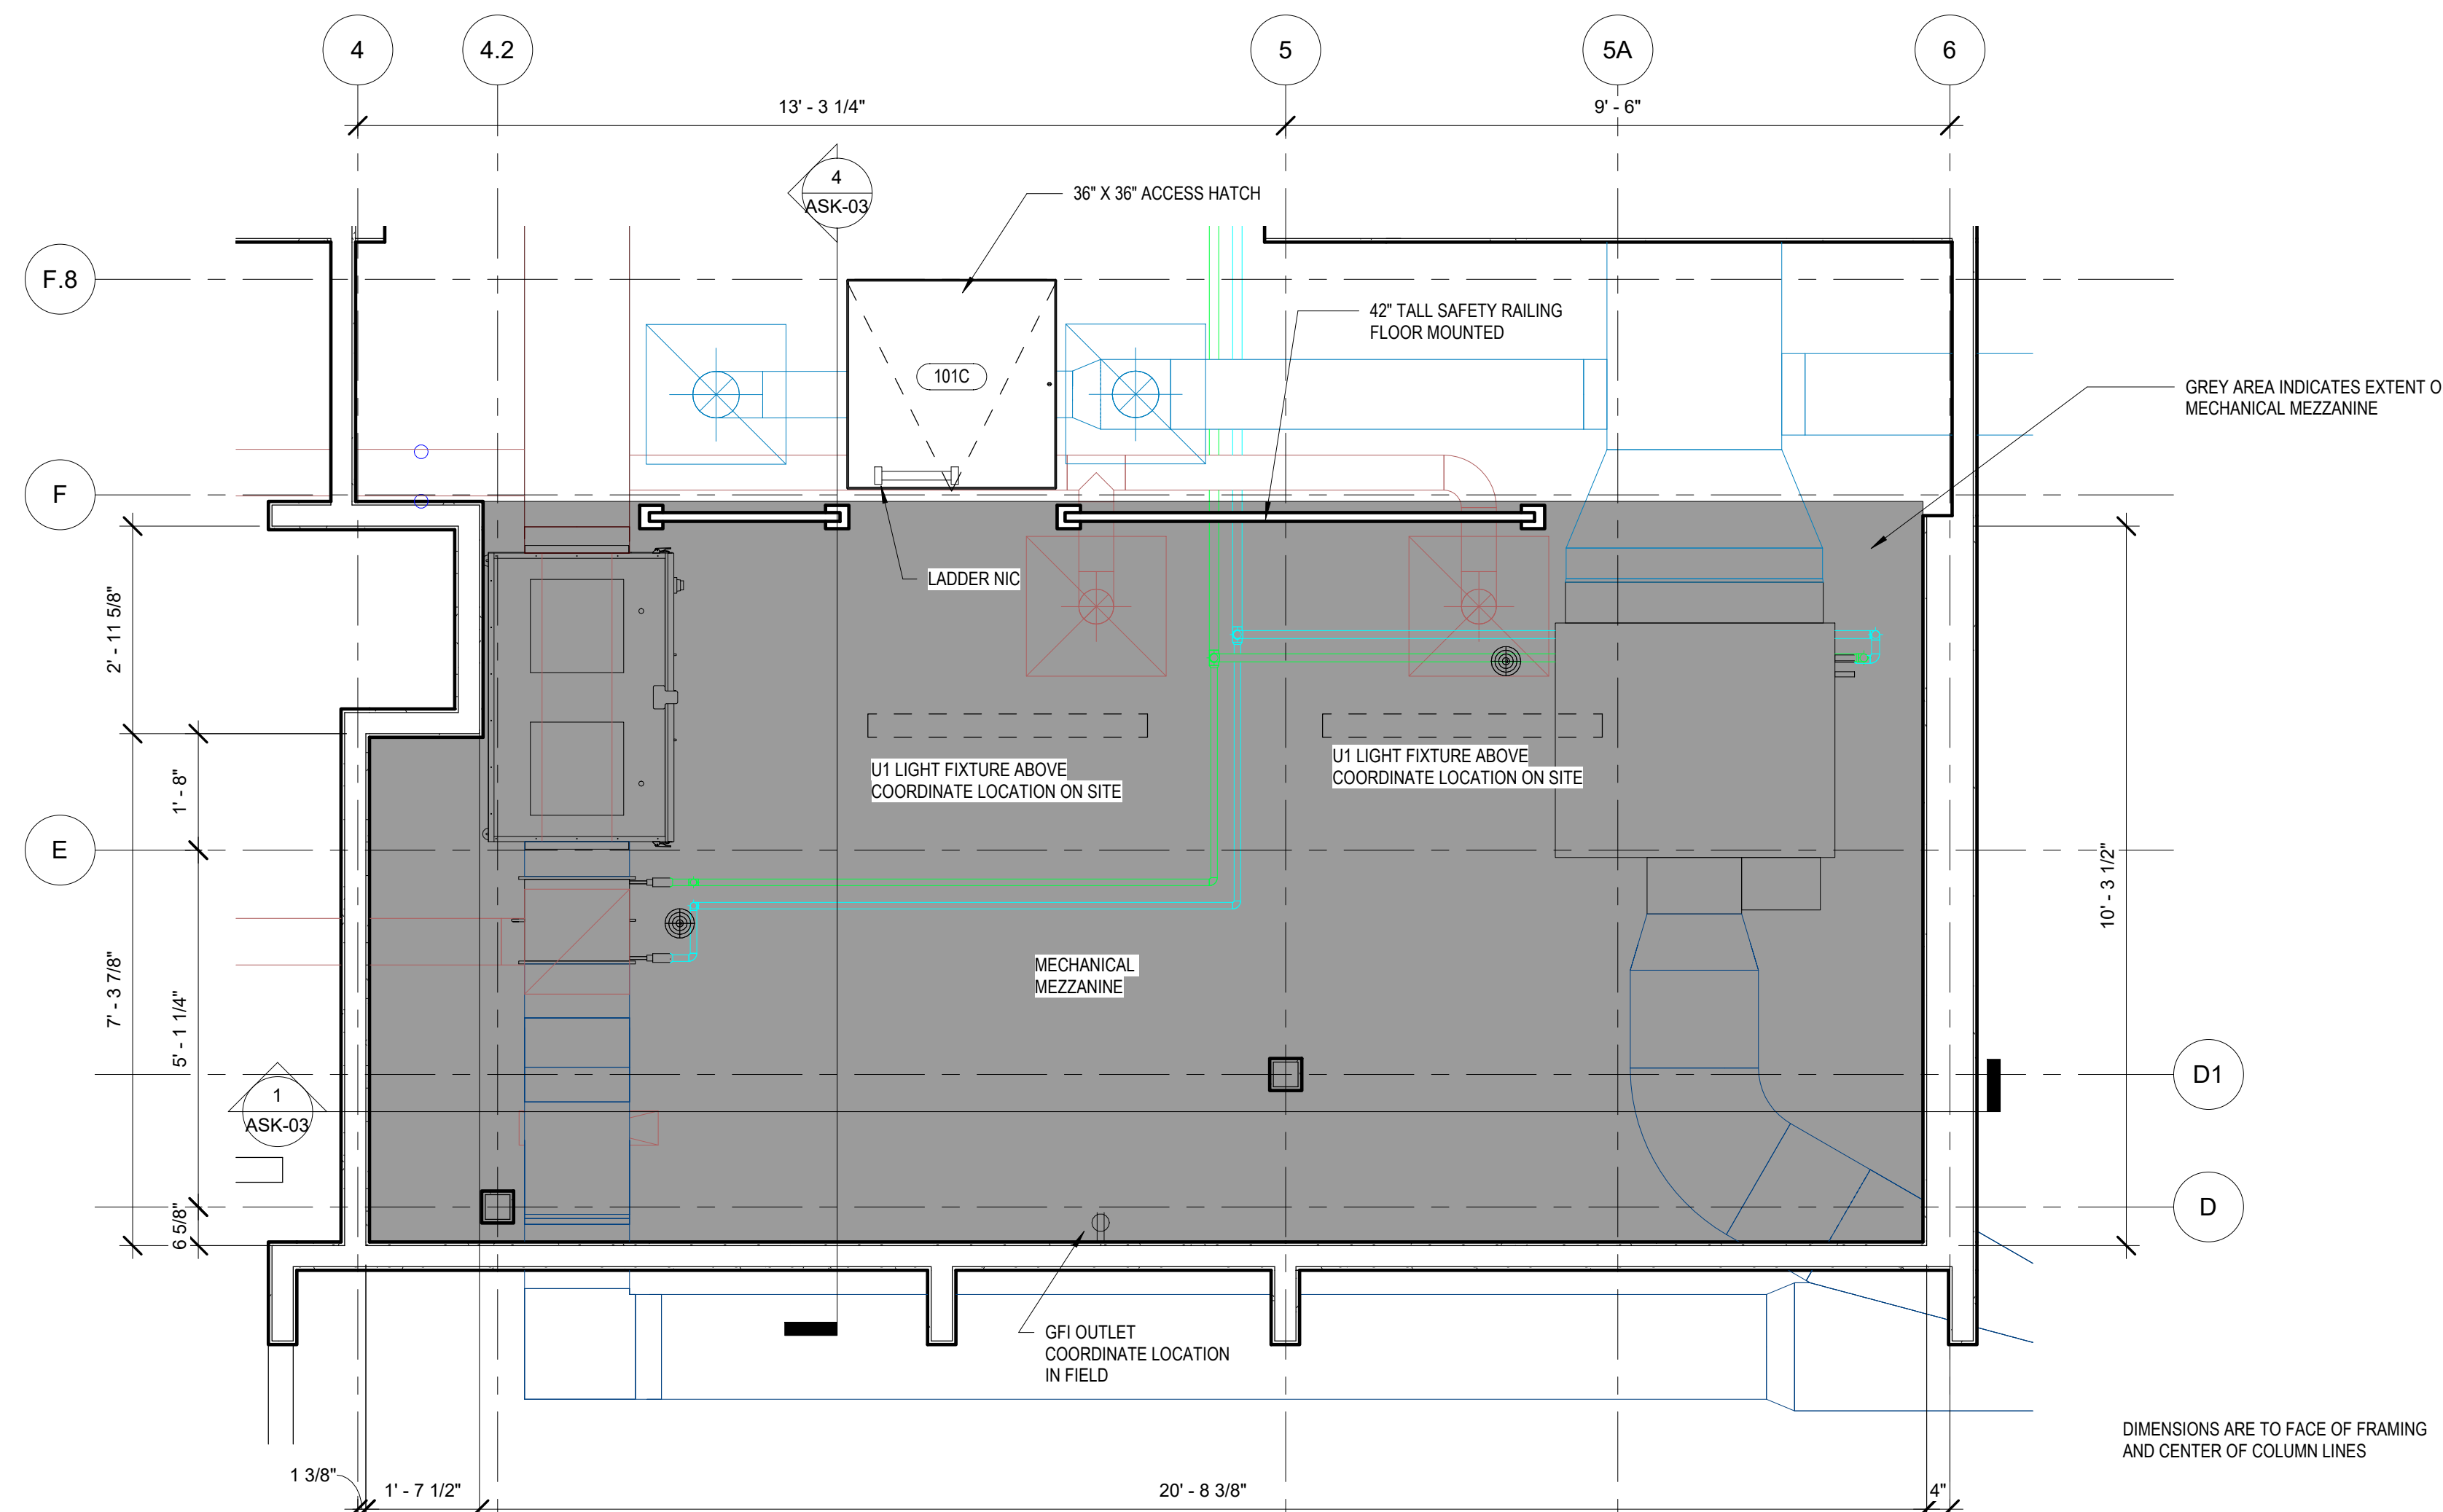 4
4.2
5
5A
6
13' - 3 1/4"
9' - 6"
4
ASK-03
36" X 36" ACCESS HATCH
F.8
42" TALL SAFETY RAILING
FLOOR MOUNTED
101C
GREY AREA INDICATES EXTENT O
MECHANICAL MEZZANINE
F
LADDER NIC
2' - 11 5/8"
U1 LIGHT FIXTURE ABOVE
COORDINATE LOCATION ON SITE
U1 LIGHT FIXTURE ABOVE
COORDINATE LOCATION ON SITE
1' - 8"
E
10' - 3 1/2"
MECHANICAL
MEZZANINE
7' - 3 7/8"
5' - 1 1/4"
D1
1
ASK-03
6 5/8"
D
GFI OUTLET
COORDINATE LOCATION
IN FIELD
DIMENSIONS ARE TO FACE OF FRAMING
AND CENTER OF COLUMN LINES
1 3/8"
1' - 7 1/2"
20' - 8 3/8"
4"